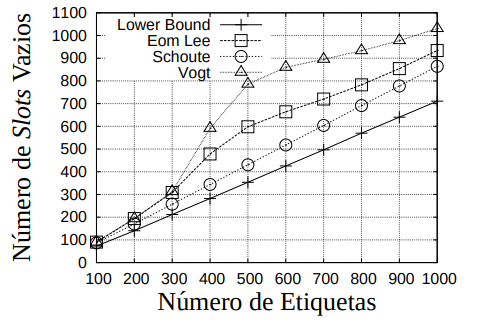 1100
1000
900
800
700
600
500
400
300
200
100
0
Número de Slots Vazios
Lower Bound
Eom Lee
Schoute
Vogt
100 200 300 400 500 600 700 800 900 1000
Número de Etiquetas